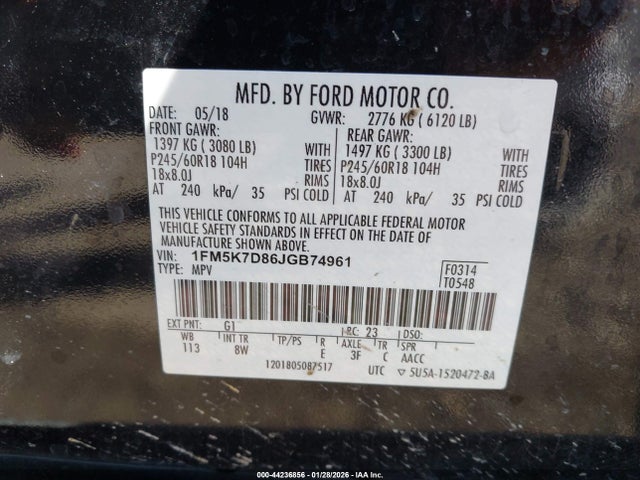 MFD. BY FORD MOTOR CO.
DATE: 05/18 GVWR: 2776 KG ( 6120 LB)
FRONT GAWR: REAR GAWR:
1397 KG ( 3080 LB) WITH 1497 KG ( 3300 LB) WITH
P245/60R18 104H TIRES P245/60R18 104H TIRES
18x8.0J RIMS 18x8.0J RIMS
AT 240 kPa/ 35 PSI COLD AT 240 kPa/ 35 PSI COLD
THIS VEHICLE CONFORMS TO ALL APPLICABLE FEDERAL MOTOR
VEHICLE SAFETY STANDARDS IN EFFECT ON THE DATE OF
MANUFACTURE SHOWN ABOVE.
VIN: 1FM5K7D86JGB74961 F0314
TYPE: MPV T0548
EXT PNT: G1 RC: 23 DSO:
WB INT TR TP/PS R AXLE TR SPR
113 8W E 3F C AACC
1201805087517 UTC ▽ 5U5A-1520472-BA
000-44236856 - 01/28/2026 - IAA Inc.